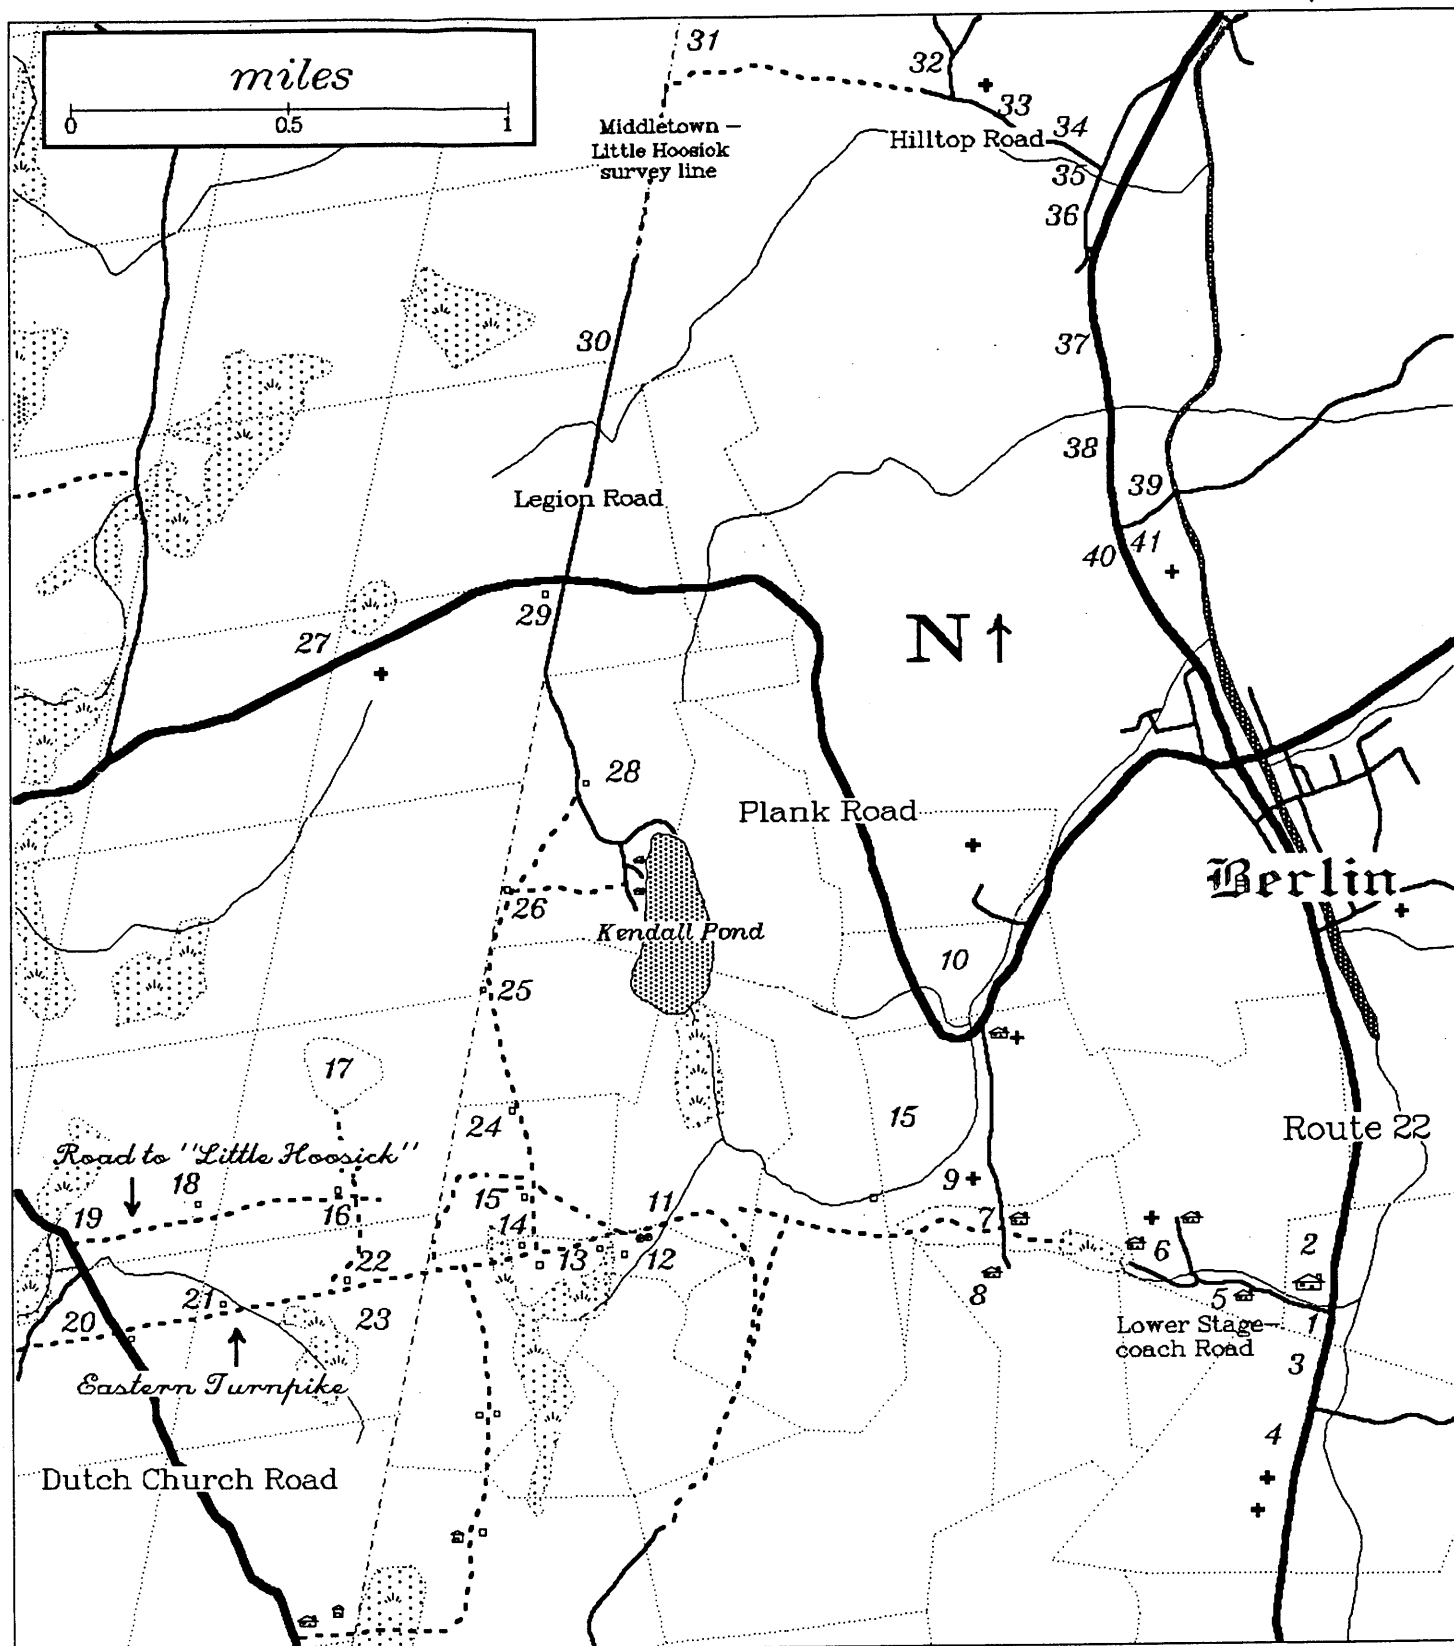 miles
0 0.5 1
31
32
33
Middletown –
Little Hoosick
survey line
Hilltop Road
34
35
36
30
37
38
39
Legion Road
40
41
29
27
N
28
Plank Road
Berlin
26
Kendall Pond
10
25
17
15
24
Route 22
Road to "Little Hoosick"
18
19
16
15
14
11
9
7
6
2
22
13
12
8
5
21
20
23
Lower Stage-
coach Road
1
3
Eastern Turnpike
4
Dutch Church Road